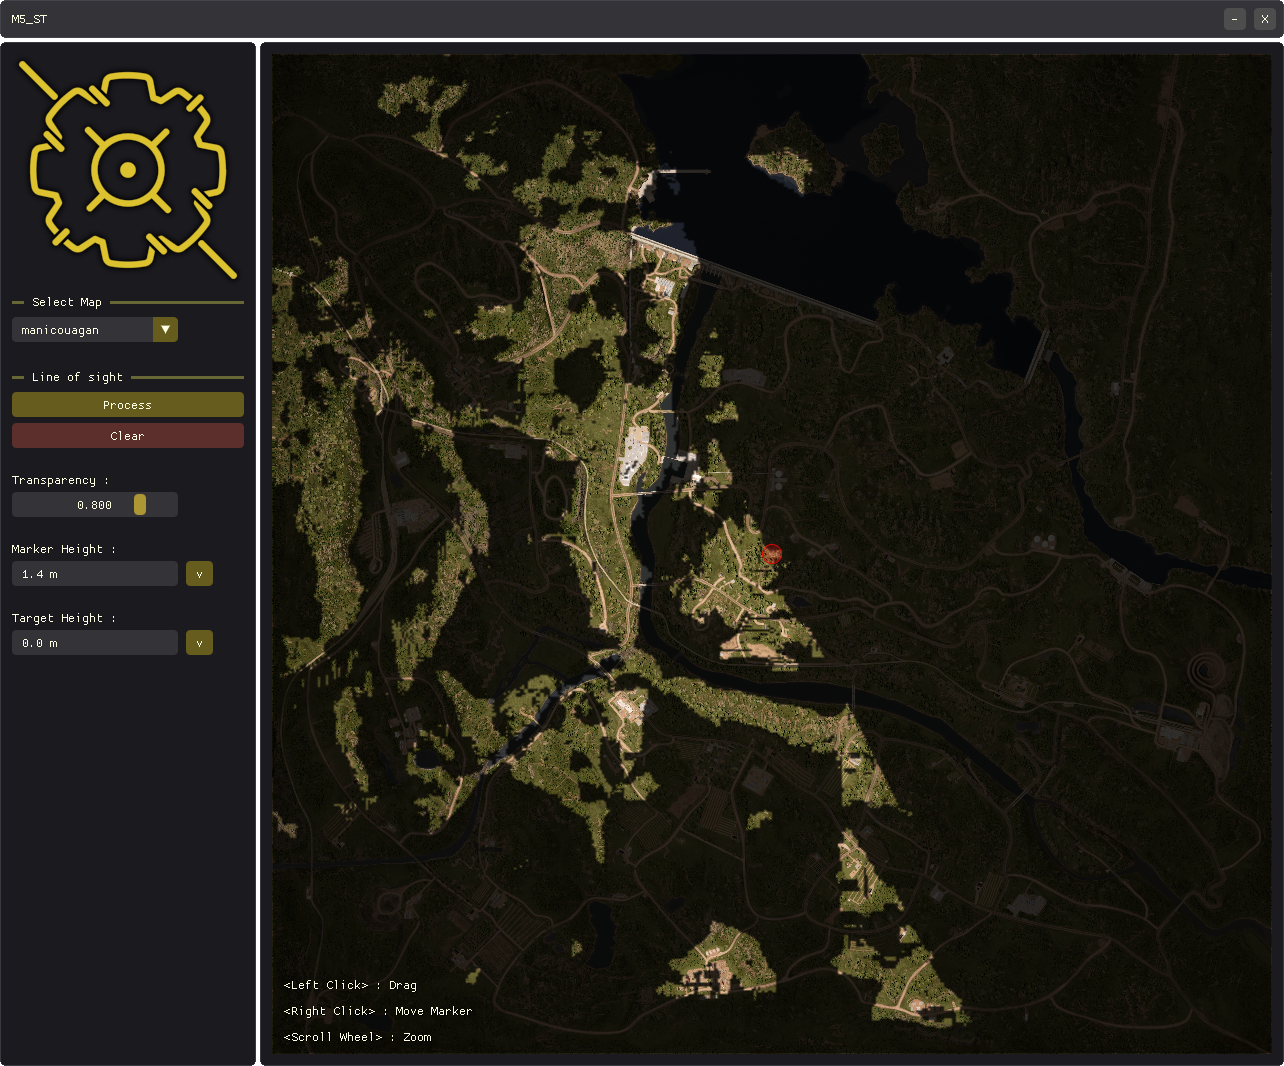 M5_ST
- X
Select Map
manicouagan
Line of sight
Process
Clear
Transparency :
0.800
Marker Height :
1.4 m
v
Target Height :
0.0 m
v
<Left Click> : Drag
<Right Click> : Move Marker
<Scroll Wheel> : Zoom